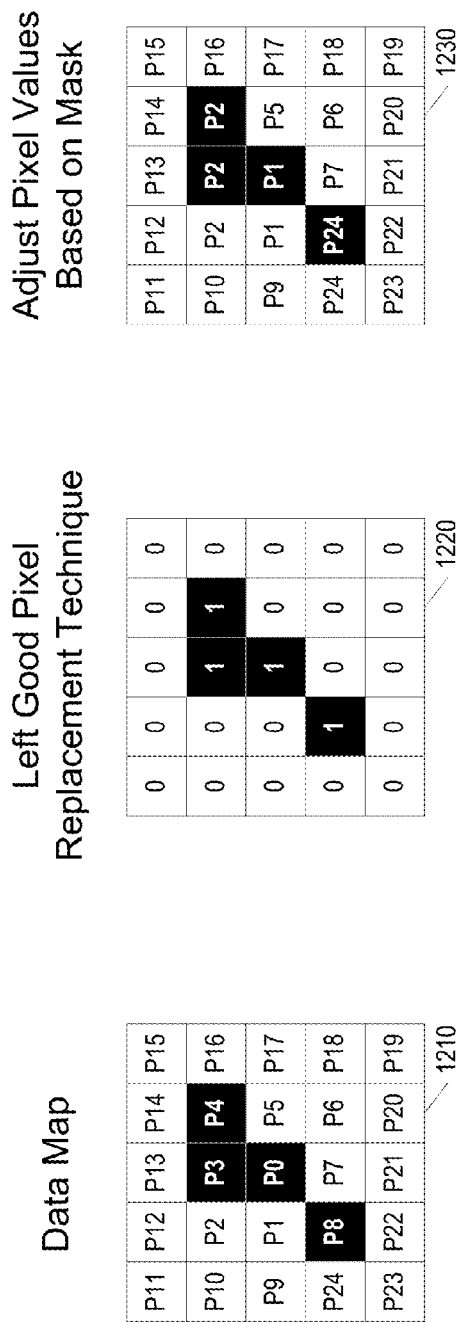 Data Map
P11 P12 P13 P14 P15
P10 P2 P3 P4 P16
P9 P1 P0 P5 P17
P24 P8 P7 P6 P18
P23 P22 P21 P20 P19
1210
Left Good Pixel
Replacement Technique
0 0 0 0 0
0 0 1 1 0
0 0 1 0 0
0 1 0 0 0
0 0 0 0 0
1220
Adjust Pixel Values
Based on Mask
P11 P12 P13 P14 P15
P10 P2 P2 P2 P16
P9 P1 P1 P5 P17
P24 P24 P7 P6 P18
P23 P22 P21 P20 P19
1230